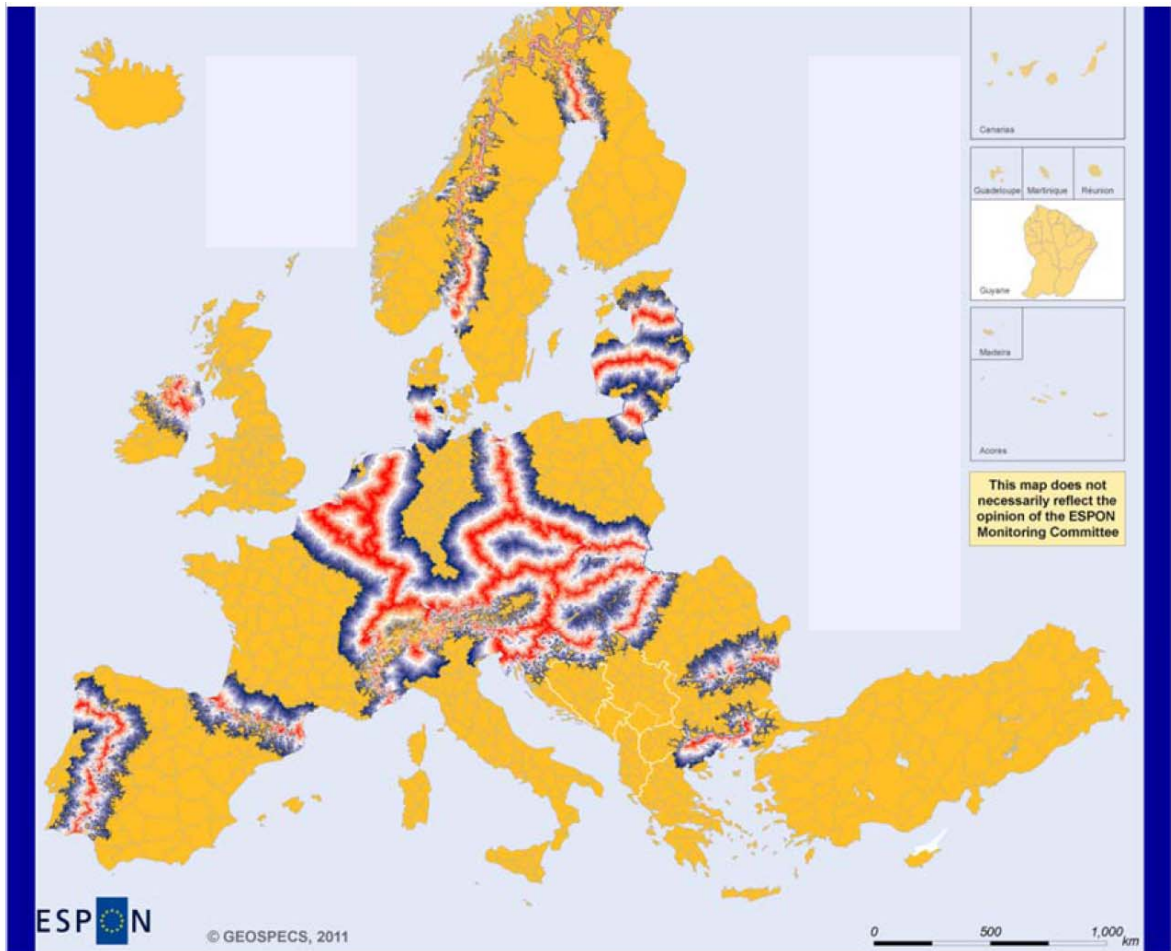 Canarias
Guadeloupe Martinique Réunion
Guyane
Madeira
Acores
This map does not
necessarily reflect the
opinion of the ESPON
Monitoring Committee
ESPON
© GEOSPECS, 2011
0 500 1,000
km